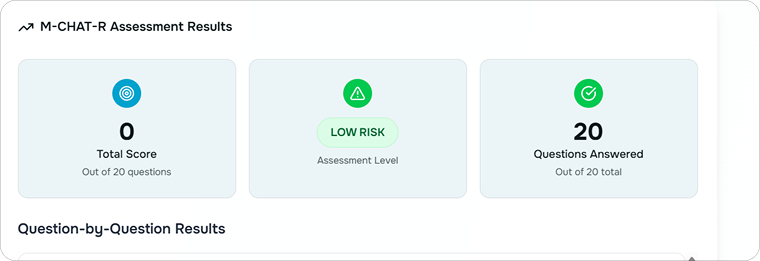 M-CHAT-R Assessment Results
0
Total Score
Out of 20 questions
LOW RISK
Assessment Level
20
Questions Answered
Out of 20 total
Question-by-Question Results